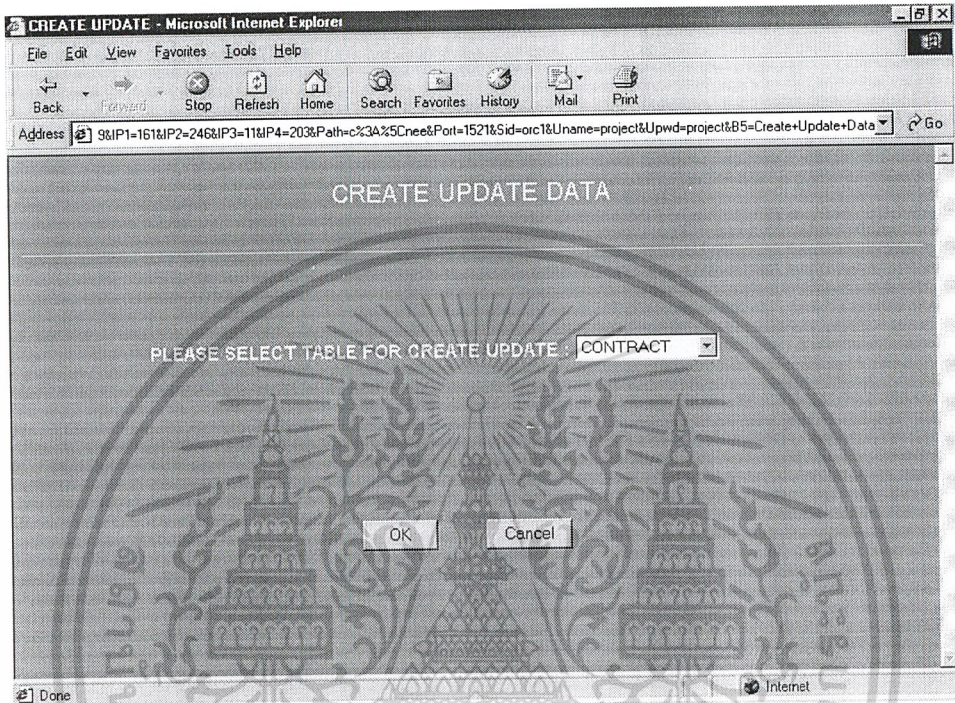 CREATE UPDATE - Microsoft Internet Explorer
File Edit View Favorites Tools Help
Back Forward Stop Refresh Home Search Favorites History Mail Print
Address 9&IP1=161&IP2=246&IP3=11&IP4=203&Path=c%3A%5Cnee&Port=1521&Sid=orc1&Uname=project&Upwd=project&B5=Create+Update+Data Go
CREATE UPDATE DATA
PLEASE SELECT TABLE FOR CREATE UPDATE : CONTRACT
OK Cancel
Done Internet